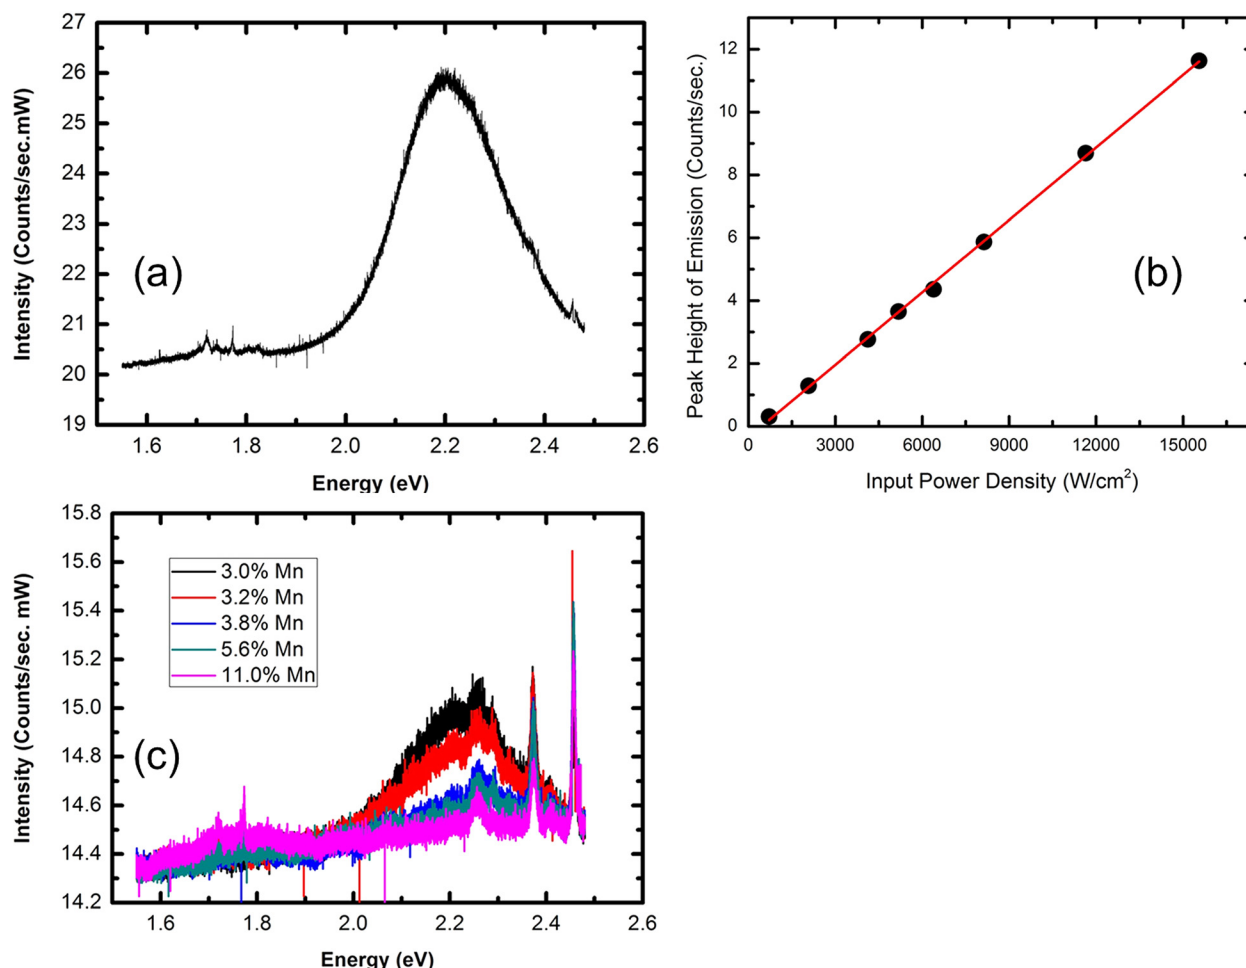 27
26
25
24
23
22
21
20
19
Intensity (Counts/sec.mW)
(a)
1.6 1.8 2.0 2.2 2.4 2.6
Energy (eV)
12
10
8
6
4
2
0
Peak Height of Emission (Counts/sec.)
(b)
0 3000 6000 9000 12000 15000
Input Power Density (W/cm²)
15.8
15.6
15.4
15.2
15.0
14.8
14.6
14.4
14.2
Intensity (Counts/sec. mW)
3.0% Mn
3.2% Mn
3.8% Mn
5.6% Mn
11.0% Mn
(c)
1.6 1.8 2.0 2.2 2.4 2.6
Energy (eV)